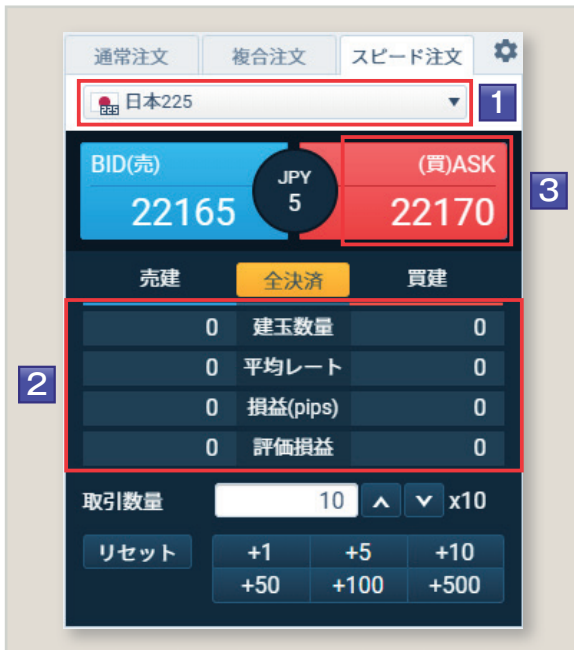 通常注文 複合注文 スピード注文
225 日本225 ▼ 1
BID(売) JPY (買)ASK
22165 5 22170 3
売建 全決済 買建
0 建玉数量 0
2
0 平均レート 0
0 損益(pips) 0
0 評価損益 0
取引数量 10 x10
リセット +1 +5 +10
+50 +100 +500